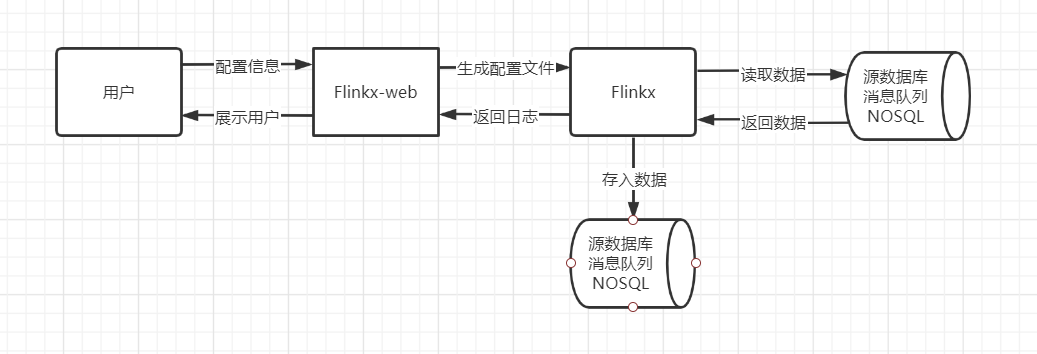 用户
配置信息
展示用户
Flinkx-web
生成配置文件
返回日志
Flinkx
读取数据
返回数据
源数据库
消息队列
NOSQL
存入数据
源数据库
消息队列
NOSQL